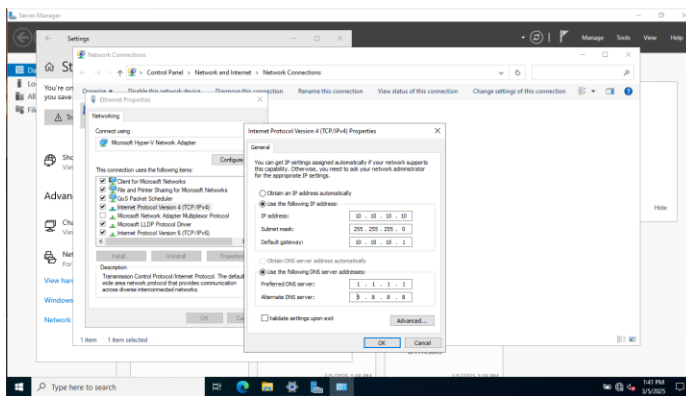 Server Manager
Manage Tools View Help
Settings
Network Connections
Control Panel > Network and Internet > Network Connections
Rename this connection View status of this connection Change settings of this connection
You're on
you save
Ethernet Properties
Networking
Connect using:
Microsoft Hyper-V Network Adapter
Configure
This connection uses the following items:
Client for Microsoft Networks
File and Printer Sharing for Microsoft Networks
QoS Packet Scheduler
Internet Protocol Version 4 (TCP/IPv4)
Microsoft Network Adapter Multiplexor Protocol
Microsoft LLDP Protocol Driver
Internet Protocol Version 6 (TCP/IPv6)
Install... Uninstall Properties
Description
Transmission Control Protocol/Internet Protocol. The default
wide area network protocol that provides communication
across diverse interconnected networks.
OK
Internet Protocol Version 4 (TCP/IPv4) Properties
General
You can get IP settings assigned automatically if your network supports
this capability. Otherwise, you need to ask your network administrator
for the appropriate IP settings.
Obtain an IP address automatically
Use the following IP address:
IP address: 10 . 10 . 10 . 10
Subnet mask: 255 . 255 . 255 . 0
Default gateway: 10 . 10 . 10 . 1
Obtain DNS server address automatically
Use the following DNS server addresses:
Preferred DNS server: 1 . 1 . 1 . 1
Alternate DNS server: 8 . 8 . 8 . 8
Validate settings upon exit
Advanced...
OK Cancel
Hide
View har
Windows
Network
1 item 1 item selected
Type here to search
1:41 PM
3/5/2025